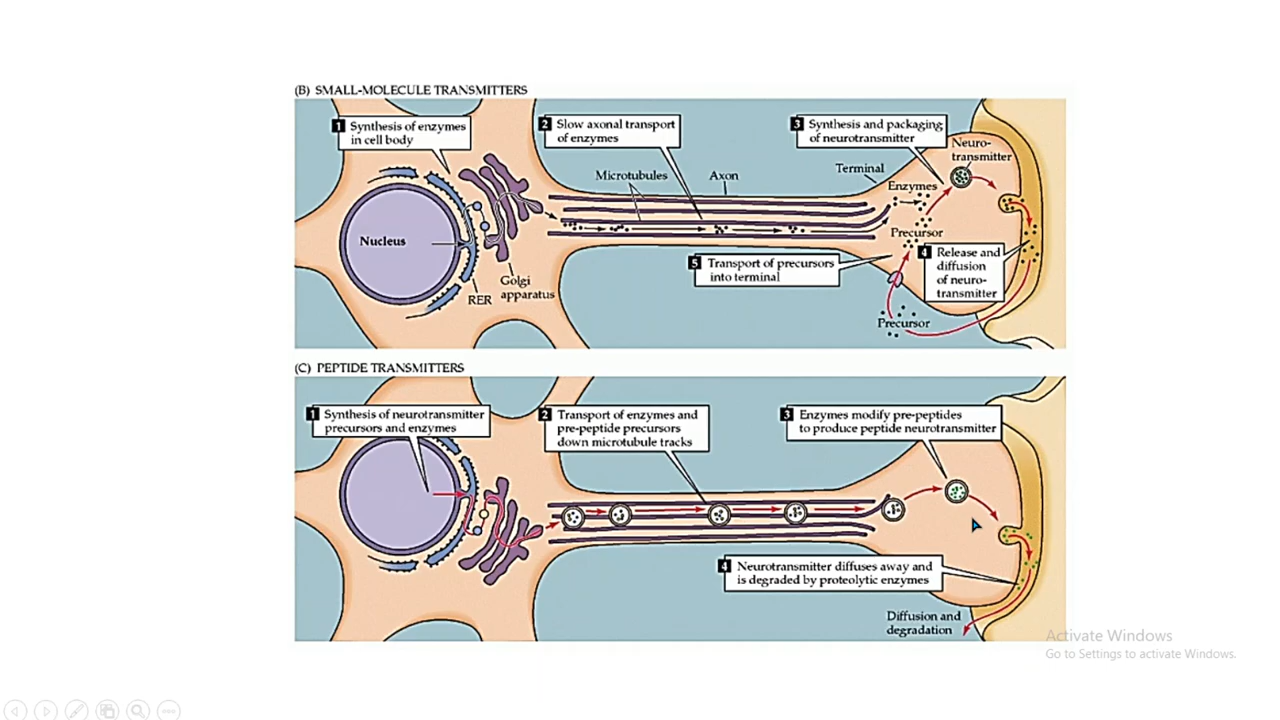 (B) SMALL-MOLECULE TRANSMITTERS
1 Synthesis of enzymes
in cell body
2 Slow axonal transport
of enzymes
3 Synthesis and packaging
of neurotransmitter
Neuro-
transmitter
Terminal
Microtubules
Axon
Enzymes
Nucleus
Precursor
5 Transport of precursors
into terminal
4 Release and
diffusion
of neuro-
transmitter
Golgi
apparatus
RER
Precursor
(C) PEPTIDE TRANSMITTERS
1 Synthesis of neurotransmitter
precursors and enzymes
2 Transport of enzymes and
pre-peptide precursors
down microtubule tracks
3 Enzymes modify pre-peptides
to produce peptide neurotransmitter
4 Neurotransmitter diffuses away and
is degraded by proteolytic enzymes
Diffusion and
degradation
Activate Windows
Go to Settings to activate Windows.